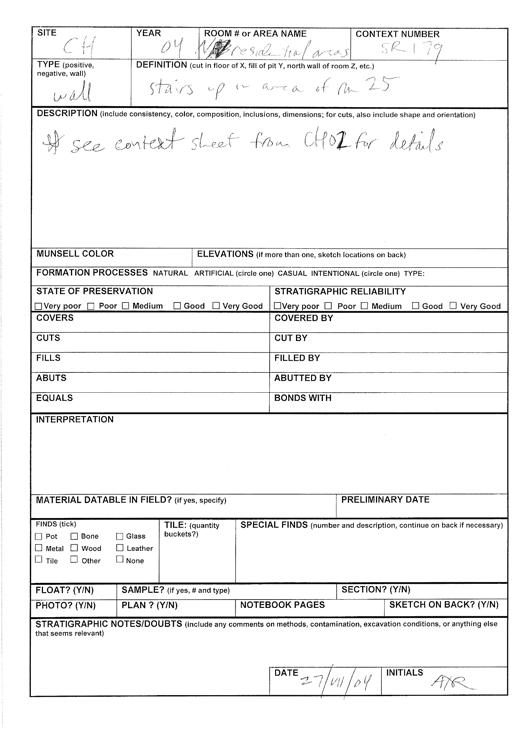 SITE CH YEAR 04 ROOM # or AREA NAME residential areas CONTEXT NUMBER SR179
TYPE (positive, negative, wall) wall
DEFINITION (cut in floor of X, fill of pit Y, north wall of room Z, etc.)
stairs up in area of rm 25
DESCRIPTION (include consistency, color, composition, inclusions, dimensions; for cuts, also include shape and orientation)
* see context sheet from CH02 for details
MUNSELL COLOR ELEVATIONS (if more than one, sketch locations on back)
FORMATION PROCESSES NATURAL ARTIFICIAL (circle one) CASUAL INTENTIONAL (circle one) TYPE:
STATE OF PRESERVATION STRATIGRAPHIC RELIABILITY
☐ Very poor ☐ Poor ☐ Medium ☐ Good ☐ Very Good ☐ Very poor ☐ Poor ☐ Medium ☐ Good ☐ Very Good
COVERS COVERED BY
CUTS CUT BY
FILLS FILLED BY
ABUTS ABUTTED BY
EQUALS BONDS WITH
INTERPRETATION
MATERIAL DATABLE IN FIELD? (if yes, specify) PRELIMINARY DATE
FINDS (tick) TILE: (quantity buckets?) SPECIAL FINDS (number and description, continue on back if necessary)
☐ Pot ☐ Bone ☐ Glass
☐ Metal ☐ Wood ☐ Leather
☐ Tile ☐ Other ☐ None
FLOAT? (Y/N) SAMPLE? (if yes, # and type) SECTION? (Y/N)
PHOTO? (Y/N) PLAN ? (Y/N) NOTEBOOK PAGES SKETCH ON BACK? (Y/N)
STRATIGRAPHIC NOTES/DOUBTS (include any comments on methods, contamination, excavation conditions, or anything else
that seems relevant)
DATE 27/VII/04 INITIALS AXR